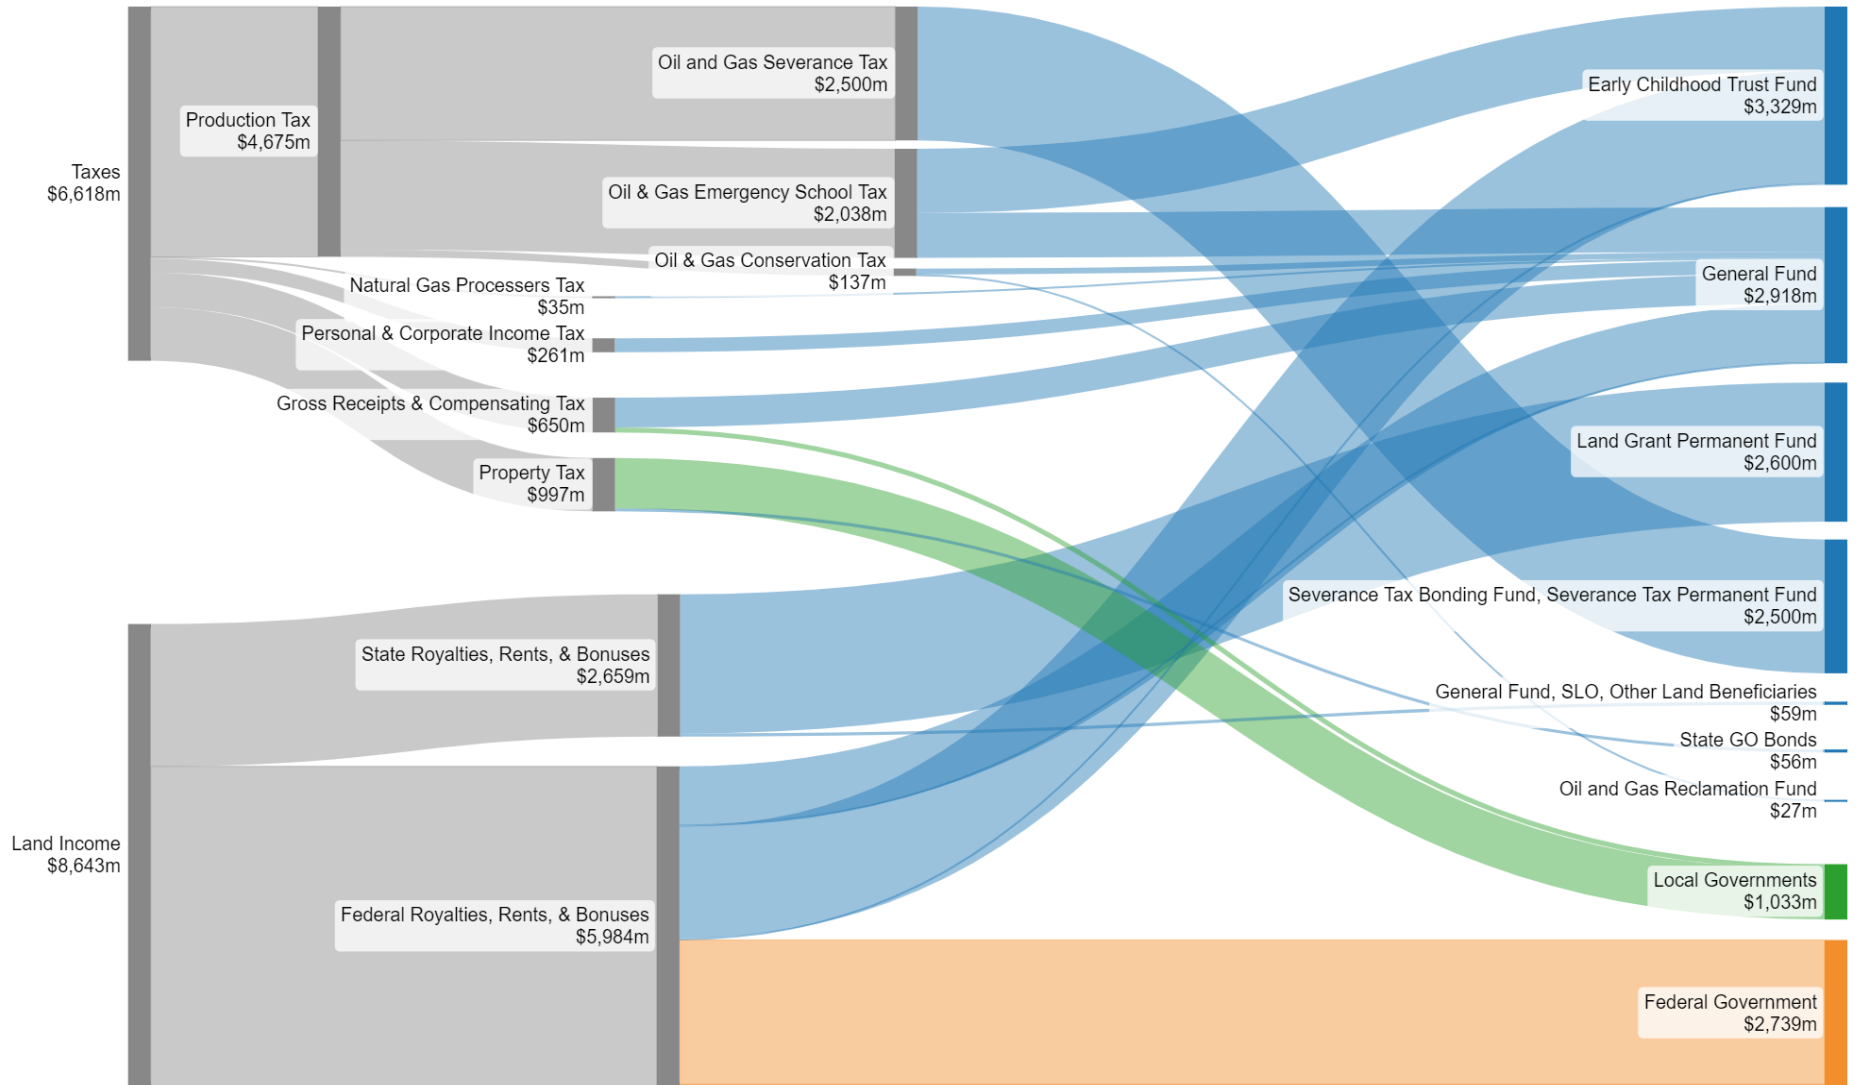 Taxes
$6,618m
Production Tax
$4,675m
Oil and Gas Severance Tax
$2,500m
Oil & Gas Emergency School Tax
$2,038m
Oil & Gas Conservation Tax
$137m
Natural Gas Processers Tax
$35m
Personal & Corporate Income Tax
$261m
Gross Receipts & Compensating Tax
$650m
Property Tax
$997m
Land Income
$8,643m
State Royalties, Rents, & Bonuses
$2,659m
Federal Royalties, Rents, & Bonuses
$5,984m
Early Childhood Trust Fund
$3,329m
General Fund
$2,918m
Land Grant Permanent Fund
$2,600m
Severance Tax Bonding Fund, Severance Tax Permanent Fund
$2,500m
General Fund, SLO, Other Land Beneficiaries
$59m
State GO Bonds
$56m
Oil and Gas Reclamation Fund
$27m
Local Governments
$1,033m
Federal Government
$2,739m